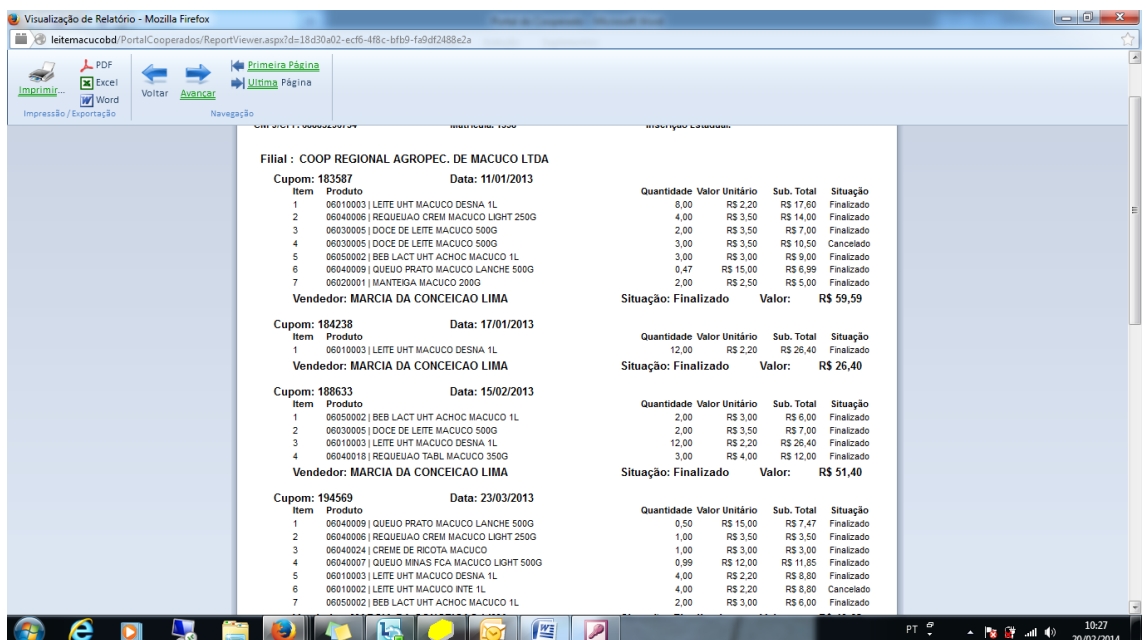 Visualização de Relatório - Mozilla Firefox
leitemacucobd/PortalCooperados/ReportViewer.aspx?d=18d30a02-ecf6-4f8c-bfb9-fa9df2488e2a
Imprimir...
PDF
Excel
Word
Impressão / Exportação
Voltar
Avançar
Primeira Página
Ultima Página
Navegação
Filial : COOP REGIONAL AGROPEC. DE MACUCO LTDA
Cupom: 183587 Data: 11/01/2013
Item Produto Quantidade Valor Unitário Sub. Total Situação
1 06010003 | LEITE UHT MACUCO DESNA 1L 8,00 R$ 2,20 R$ 17,60 Finalizado
2 06040006 | REQUEIJAO CREM MACUCO LIGHT 250G 4,00 R$ 3,50 R$ 14,00 Finalizado
3 06030005 | DOCE DE LEITE MACUCO 500G 2,00 R$ 3,50 R$ 7,00 Finalizado
4 06030005 | DOCE DE LEITE MACUCO 500G 3,00 R$ 3,50 R$ 10,50 Cancelado
5 06050002 | BEB LACT UHT ACHOC MACUCO 1L 3,00 R$ 3,00 R$ 9,00 Finalizado
6 06040009 | QUEIJO PRATO MACUCO LANCHE 500G 0,47 R$ 15,00 R$ 6,99 Finalizado
7 06020001 | MANTEIGA MACUCO 200G 2,00 R$ 2,50 R$ 5,00 Finalizado
Vendedor: MARCIA DA CONCEICAO LIMA Situação: Finalizado Valor: R$ 59,59
Cupom: 184238 Data: 17/01/2013
Item Produto Quantidade Valor Unitário Sub. Total Situação
1 06010003 | LEITE UHT MACUCO DESNA 1L 12,00 R$ 2,20 R$ 26,40 Finalizado
Vendedor: MARCIA DA CONCEICAO LIMA Situação: Finalizado Valor: R$ 26,40
Cupom: 188633 Data: 15/02/2013
Item Produto Quantidade Valor Unitário Sub. Total Situação
1 06050002 | BEB LACT UHT ACHOC MACUCO 1L 2,00 R$ 3,00 R$ 6,00 Finalizado
2 06030005 | DOCE DE LEITE MACUCO 500G 2,00 R$ 3,50 R$ 7,00 Finalizado
3 06010003 | LEITE UHT MACUCO DESNA 1L 12,00 R$ 2,20 R$ 26,40 Finalizado
4 06040018 | REQUEIJAO TABL MACUCO 350G 3,00 R$ 4,00 R$ 12,00 Finalizado
Vendedor: MARCIA DA CONCEICAO LIMA Situação: Finalizado Valor: R$ 51,40
Cupom: 194569 Data: 23/03/2013
Item Produto Quantidade Valor Unitário Sub. Total Situação
1 06040009 | QUEIJO PRATO MACUCO LANCHE 500G 0,50 R$ 15,00 R$ 7,47 Finalizado
2 06040006 | REQUEIJAO CREM MACUCO LIGHT 250G 1,00 R$ 3,50 R$ 3,50 Finalizado
3 06040024 | CREME DE RICOTA MACUCO 1,00 R$ 3,00 R$ 3,00 Finalizado
4 06040007 | QUEIJO MINAS FCA MACUCO LIGHT 500G 0,99 R$ 12,00 R$ 11,85 Finalizado
5 06010003 | LEITE UHT MACUCO DESNA 1L 4,00 R$ 2,20 R$ 8,80 Finalizado
6 06010002 | LEITE UHT MACUCO INTE 1L 4,00 R$ 2,20 R$ 8,80 Cancelado
7 06050002 | BEB LACT UHT ACHOC MACUCO 1L 2,00 R$ 3,00 R$ 6,00 Finalizado
PT
10:27
20/02/2014